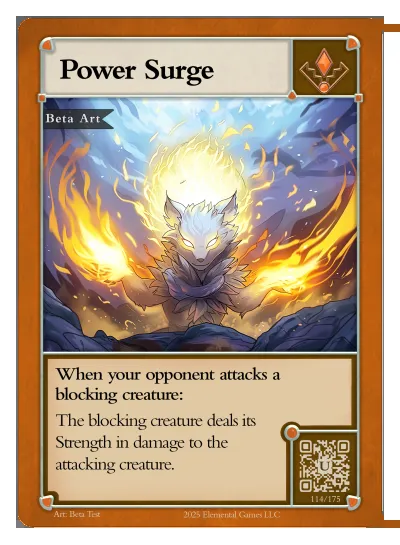 Power Surge
Beta Art
When your opponent attacks a
blocking creature:
The blocking creature deals its
Strength in damage to the
attacking creature.
U
114/175
Art: Beta Test
2025 Elemental Games LLC